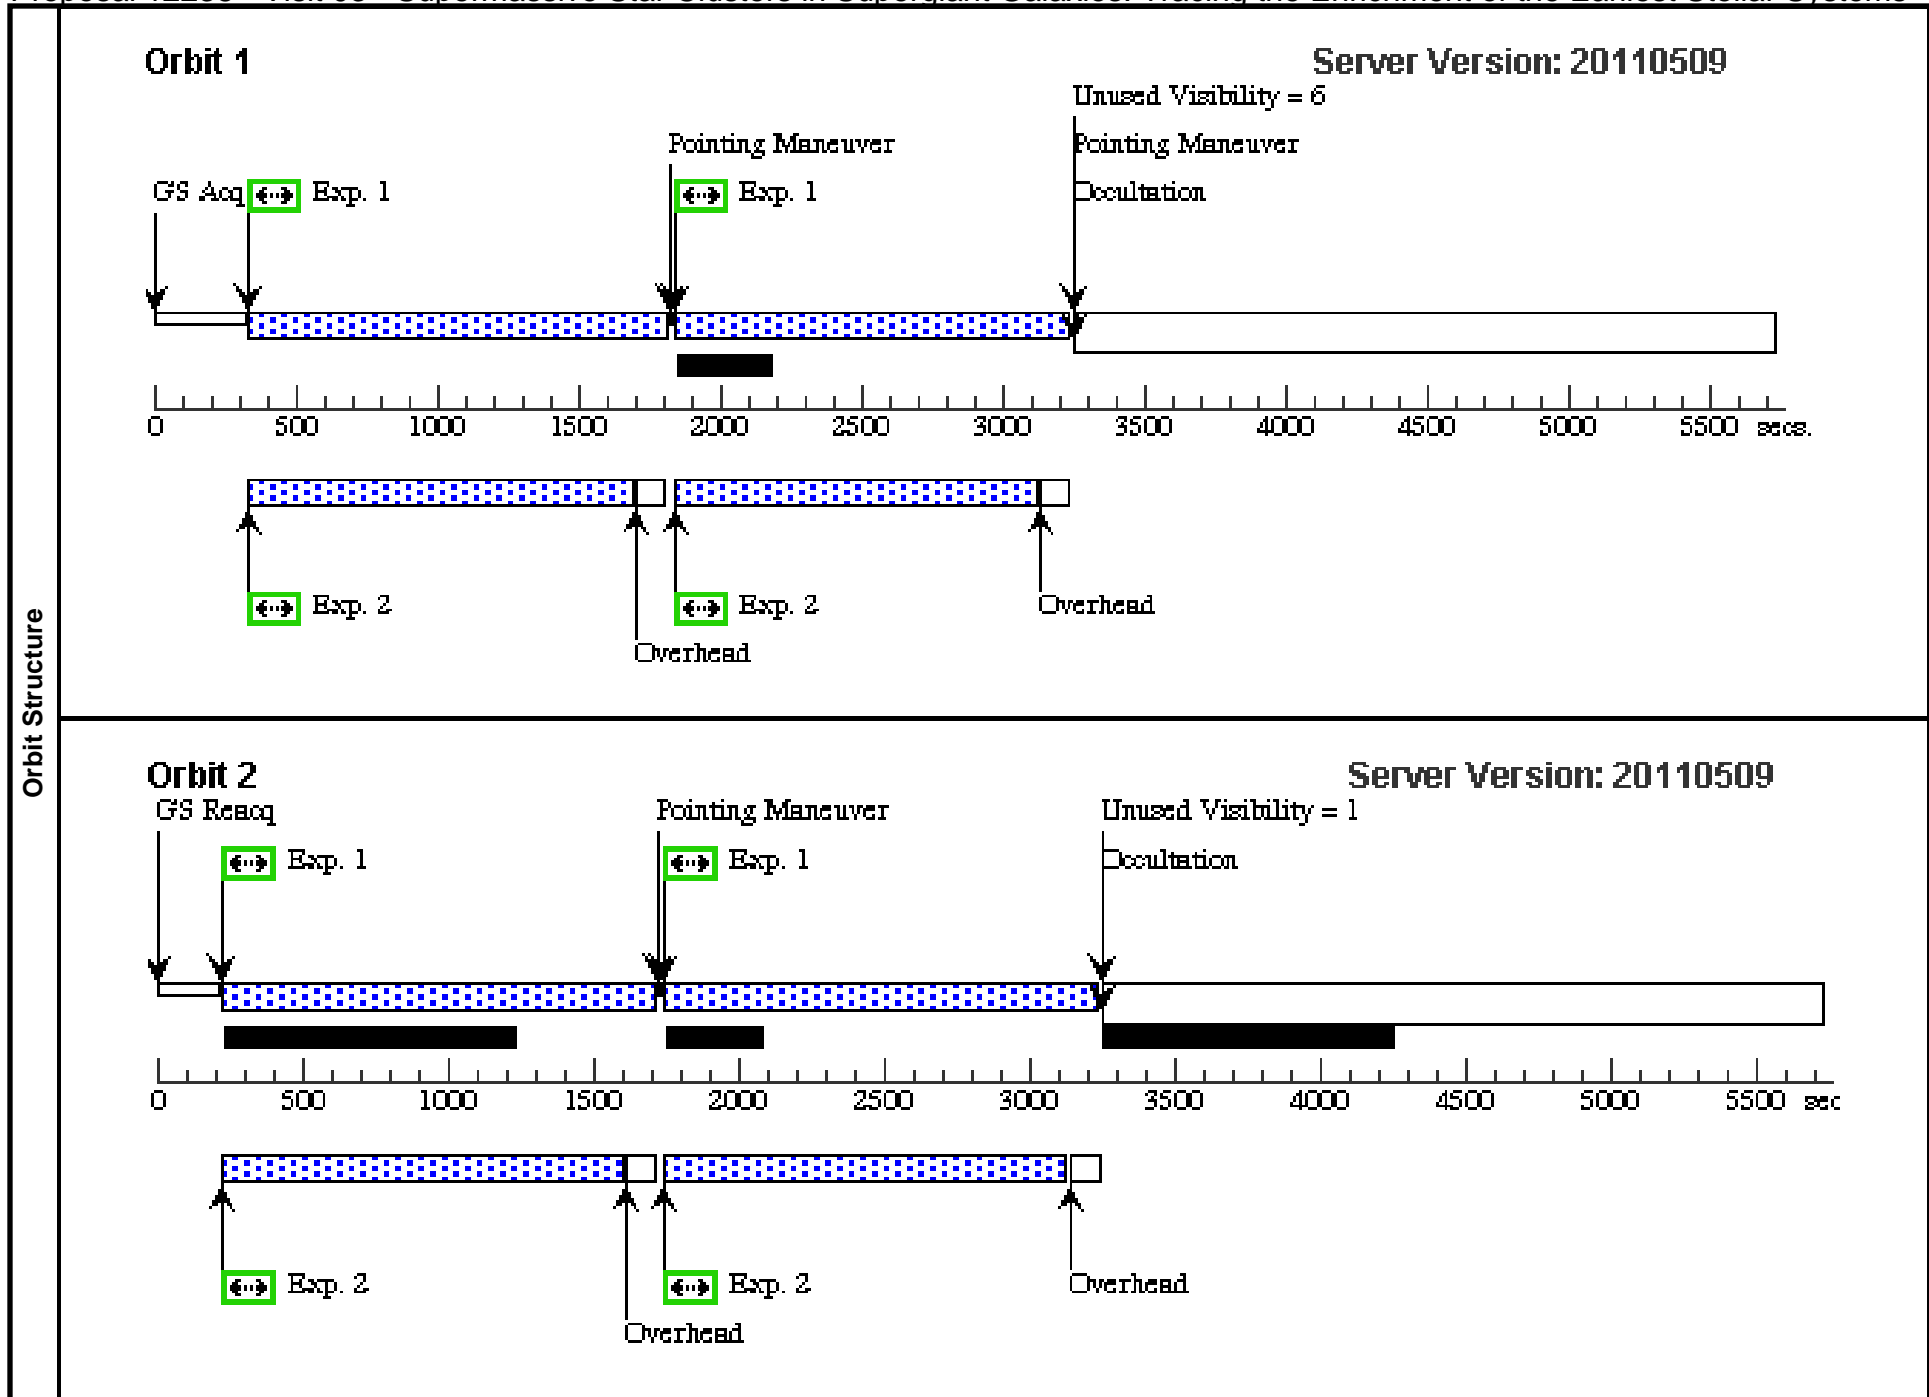 Orbit 1
Server Version: 20110509
Unused Visibility = 6
Pointing Maneuver
Pointing Maneuver
GS Acq
Exp. 1
Exp. 1
Occultation
0 500 1000 1500 2000 2500 3000 3500 4000 4500 5000 5500 secs.
Exp. 2
Exp. 2
Overhead
Overhead
Orbit Structure
Orbit 2
Server Version: 20110509
GS Reacq
Pointing Maneuver
Unused Visibility = 1
Exp. 1
Exp. 1
Occultation
0 500 1000 1500 2000 2500 3000 3500 4000 4500 5000 5500 sec
Exp. 2
Exp. 2
Overhead
Overhead